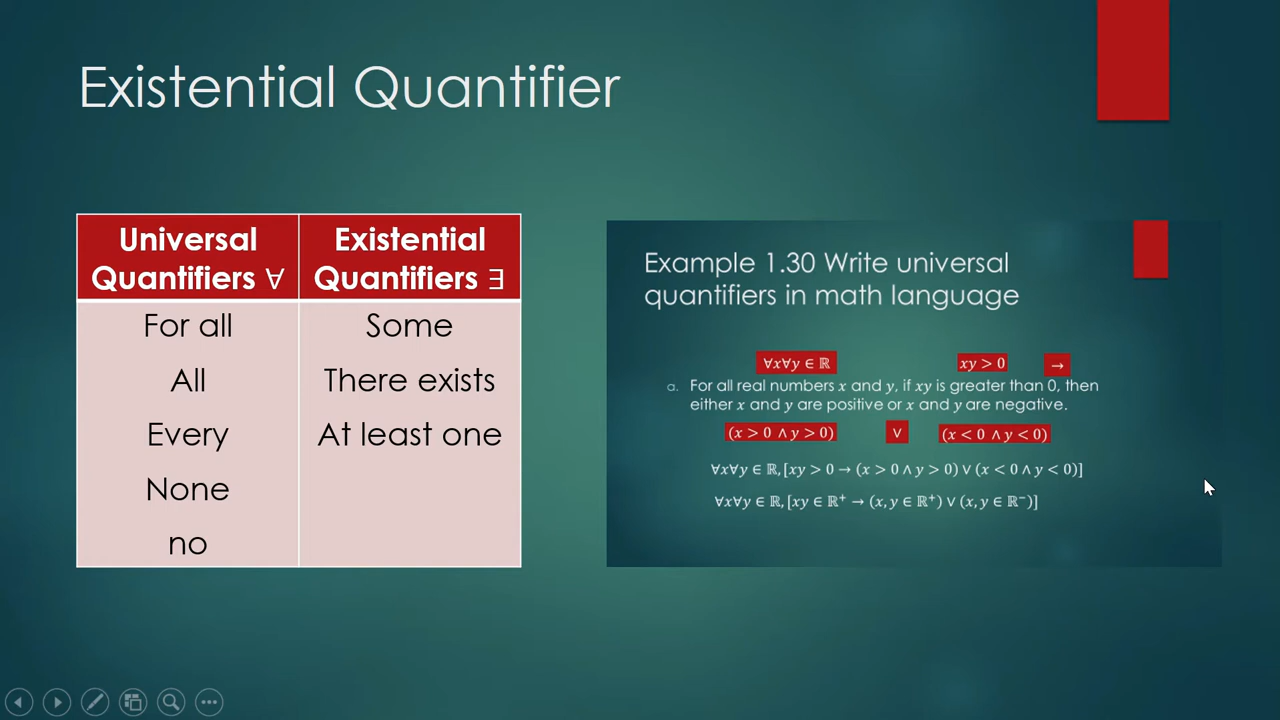 Existential Quantifier
Universal Quantifiers ∀
Existential Quantifiers ∃
For all
Some
All
There exists
Every
At least one
None
no
Example 1.30 Write universal
quantifiers in math language
∀x∀y ∈ ℝ
xy > 0
→
a. For all real numbers x and y, if xy is greater than 0, then
either x and y are positive or x and y are negative.
(x > 0 ∧ y > 0)
∨
(x < 0 ∧ y < 0)
∀x∀y ∈ ℝ, [xy > 0 → (x > 0 ∧ y > 0) ∨ (x < 0 ∧ y < 0)]
∀x∀y ∈ ℝ, [xy ∈ ℝ⁺ → (x, y ∈ ℝ⁺) ∨ (x, y ∈ ℝ⁻)]